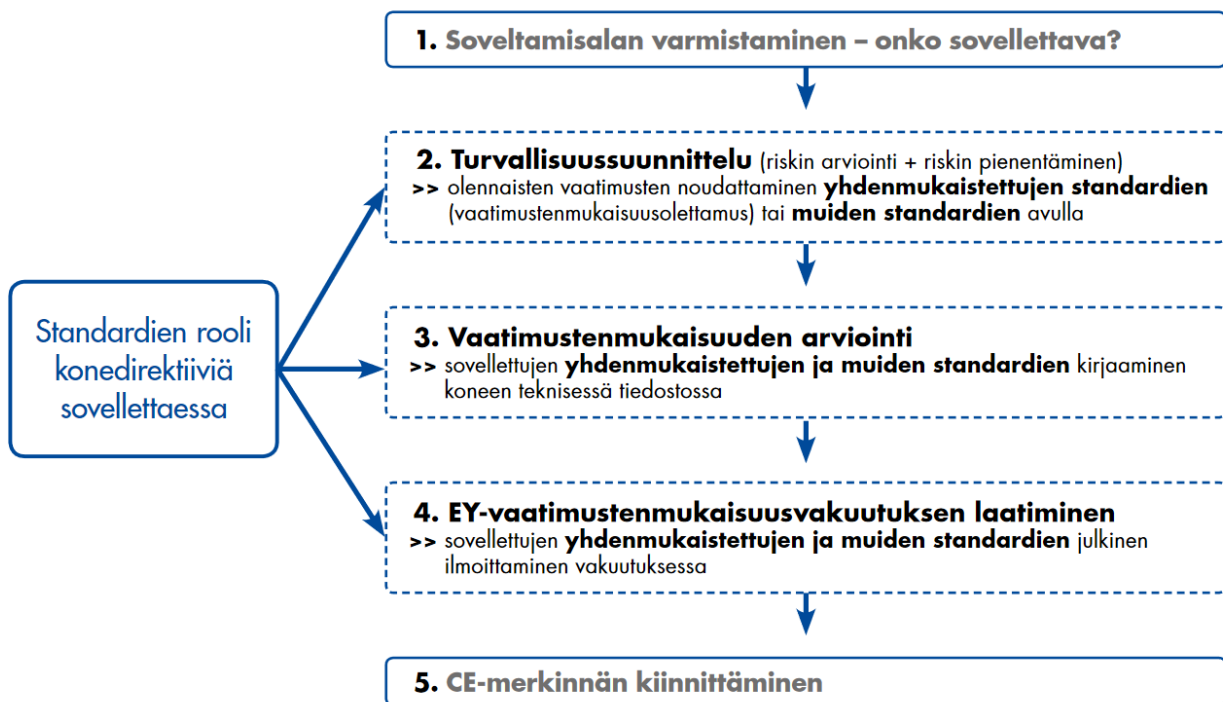 1. Soveltamisalan varmistaminen – onko sovellettava?
2. Turvallisuussuunnittelu (riskin arviointi + riskin pienentäminen)
>> olennaisten vaatimusten noudattaminen yhdenmukaistettujen standardien
(vaatimustenmukaisuusolettamus) tai muiden standardien avulla
Standardien rooli
konedirektiiviä
sovellettaessa
3. Vaatimustenmukaisuuden arviointi
>> sovellettujen yhdenmukaistettujen ja muiden standardien kirjaaminen
koneen teknisessä tiedostossa
4. EY-vaatimustenmukaisuusvakuutuksen laatiminen
>> sovellettujen yhdenmukaistettujen ja muiden standardien julkinen
ilmoittaminen vakuutuksessa
5. CE-merkinnän kiinnittäminen